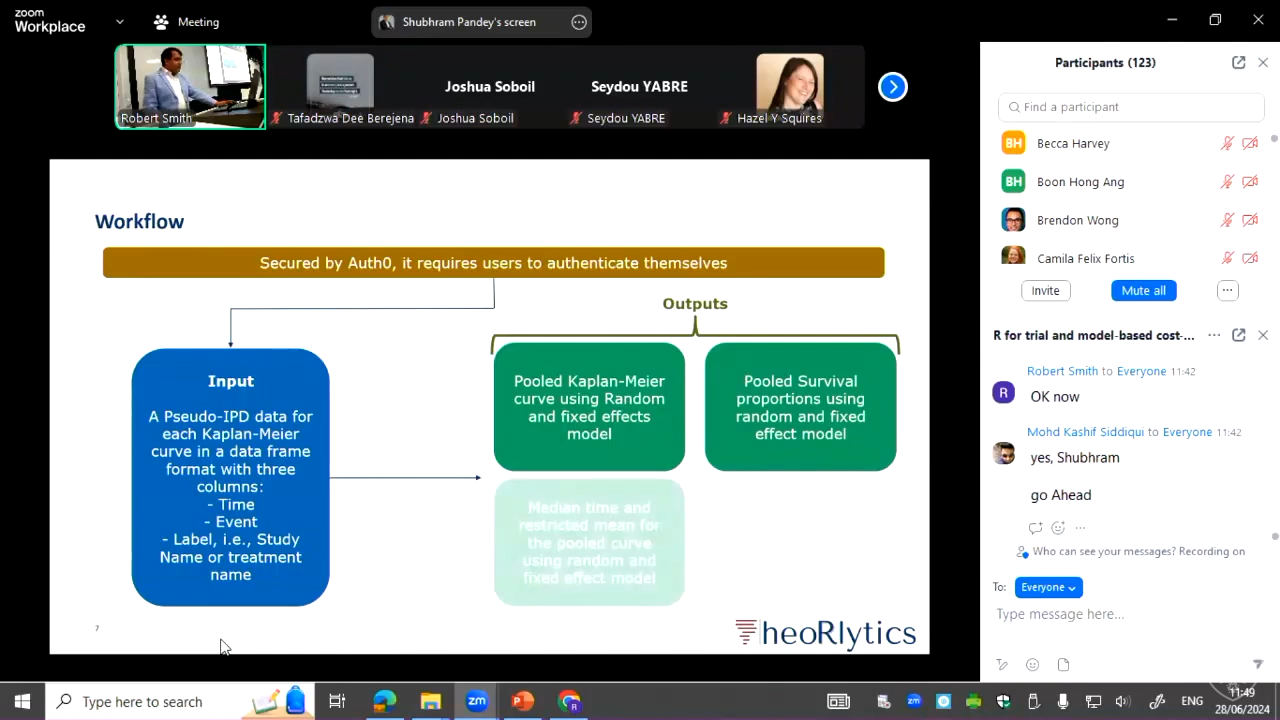 zoom
Workplace
Meeting
Shubhram Pandey's screen
Robert Smith
Tafadzwa Dee Berejena
Joshua Soboil
Joshua Soboil
Seydou YABRE
Seydou YABRE
Hazel Y Squires
Workflow
Secured by Auth0, it requires users to authenticate themselves
Outputs
Input
A Pseudo-IPD data for
each Kaplan-Meier
curve in a data frame
format with three
columns:
- Time
- Event
- Label, i.e., Study
Name or treatment
name
Pooled Kaplan-Meier
curve using Random
and fixed effects
model
Pooled Survival
proportions using
random and fixed
effect model
Median time and
restricted mean for
the pooled curve
using random and
fixed effect model
7
heoRlytics
Participants (123)
Find a participant
BH Becca Harvey
BH Boon Hong Ang
Brendon Wong
Camila Felix Fortis
Invite
Mute all
R for trial and model-based cost-...
Robert Smith to Everyone 11:42
R
OK now
Mohd Kashif Siddiqui to Everyone 11:42
yes, Shubhram
go Ahead
Who can see your messages? Recording on
To: Everyone
Type message here...
Type here to search
ENG
11:49
28/06/2024